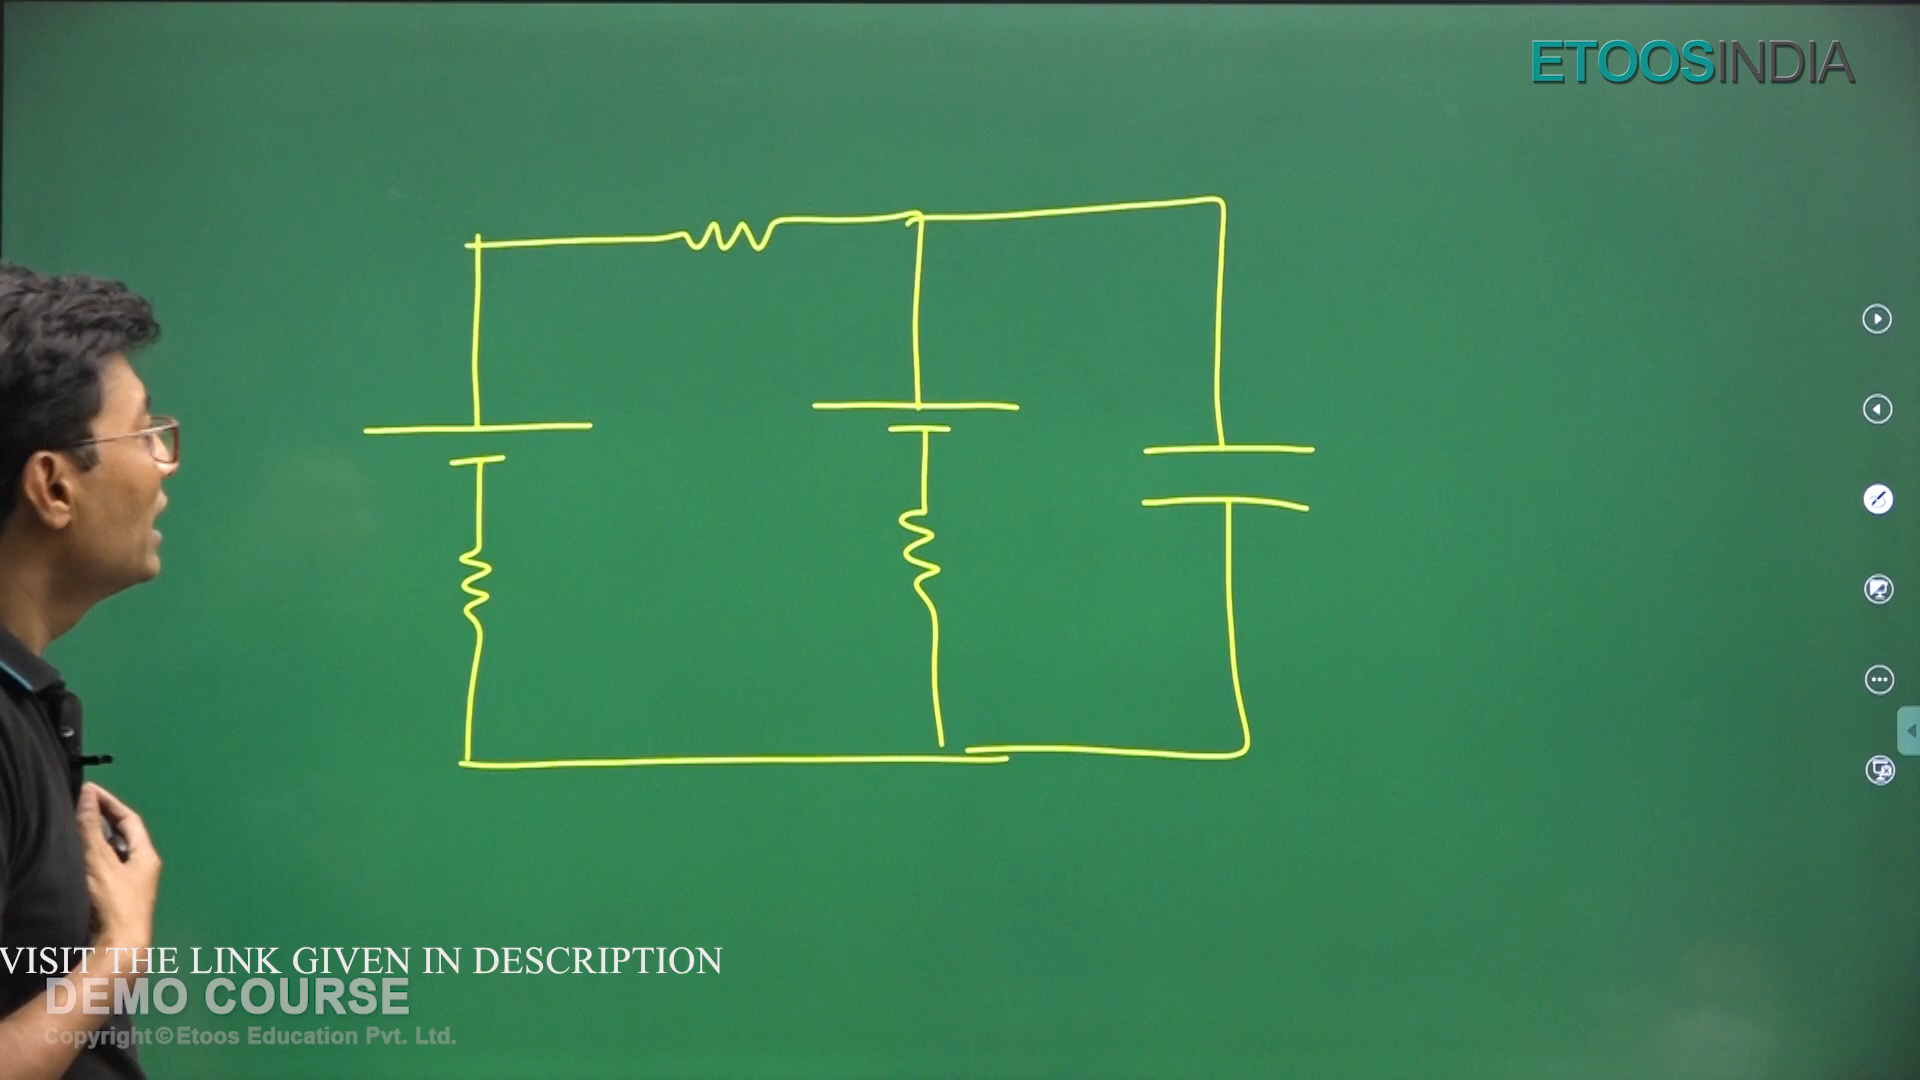 ETOOSINDIA
VISIT THE LINK GIVEN IN DESCRIPTION
DEMO COURSE
Copyright © Etoos Education Pvt. Ltd.